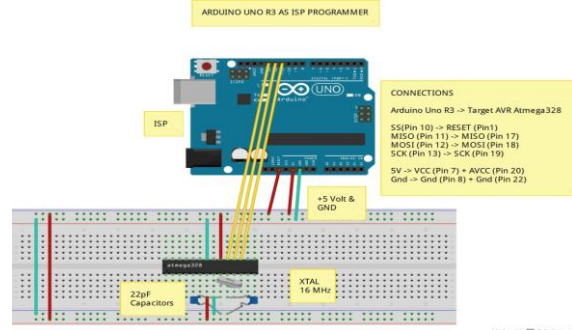 ARDUINO UNO R3 AS ISP PROGRAMMER
UNO
Arduino
ISP
CONNECTIONS
Arduino Uno R3 -> Target AVR Atmega328
SS(Pin 10) -> RESET (Pin1)
MISO (Pin 11) -> MISO (Pin 17)
MOSI (Pin 12) -> MOSI (Pin 18)
SCK (Pin 13) -> SCK (Pin 19)
5V -> VCC (Pin 7) + AVCC (Pin 20)
Gnd -> Gnd (Pin 8) + Gnd (Pin 22)
+5 Volt &
GND
atmega328
XTAL
16 MHz
22pF
Capacitors